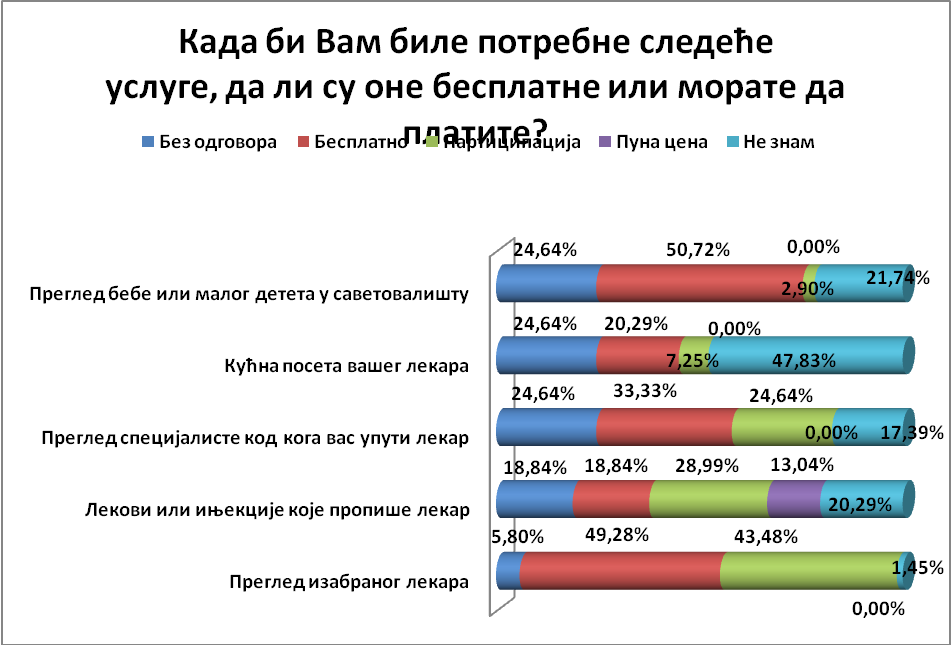 Када би Вам биле потребне следеће
услуге, да ли су оне бесплатне или морате да
платите?
Без одговора Бесплатно Партиципација Пуна цена Не знам
24,64% 50,72% 0,00%
Преглед бебе или малог детета у саветовалишту 2,90% 21,74%
24,64% 20,29% 0,00%
Кућна посета вашег лекара 7,25% 47,83%
24,64% 33,33% 24,64%
Преглед специјалисте код кога вас упути лекар 0,00% 17,39%
18,84% 18,84% 28,99% 13,04%
Лекови или ињекције које пропише лекар 20,29%
5,80% 49,28% 43,48%
Преглед изабраног лекара 1,45%
0,00%